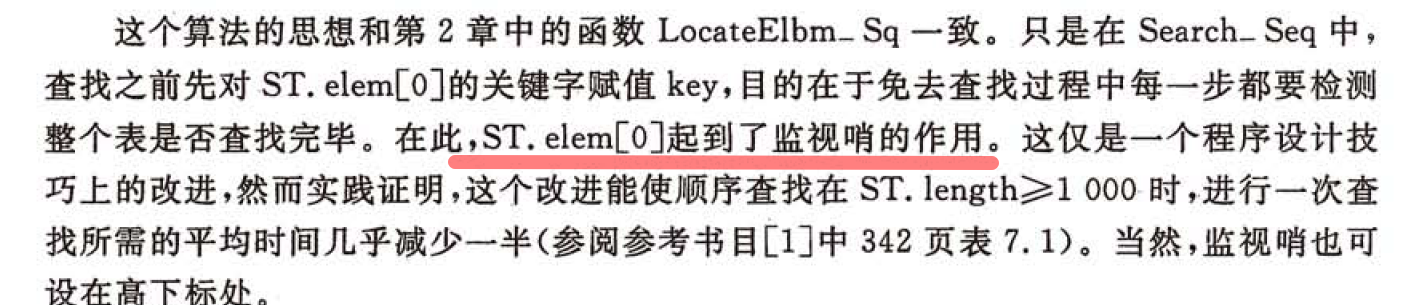 这个算法的思想和第 2 章中的函数 LocateElbm_ Sq 一致。只是在 Search_ Seq 中,
查找之前先对 ST. elem[0]的关键字赋值 key,目的在于免去查找过程中每一步都要检测
整个表是否查找完毕。在此,ST. elem[0]起到了监视哨的作用。这仅是一个程序设计技
巧上的改进,然而实践证明,这个改进能使顺序查找在 ST. length≥1 000 时,进行一次查
找所需的平均时间几乎减少一半(参阅参考书目[1]中 342 页表 7.1)。当然,监视哨也可
设在高下标处。